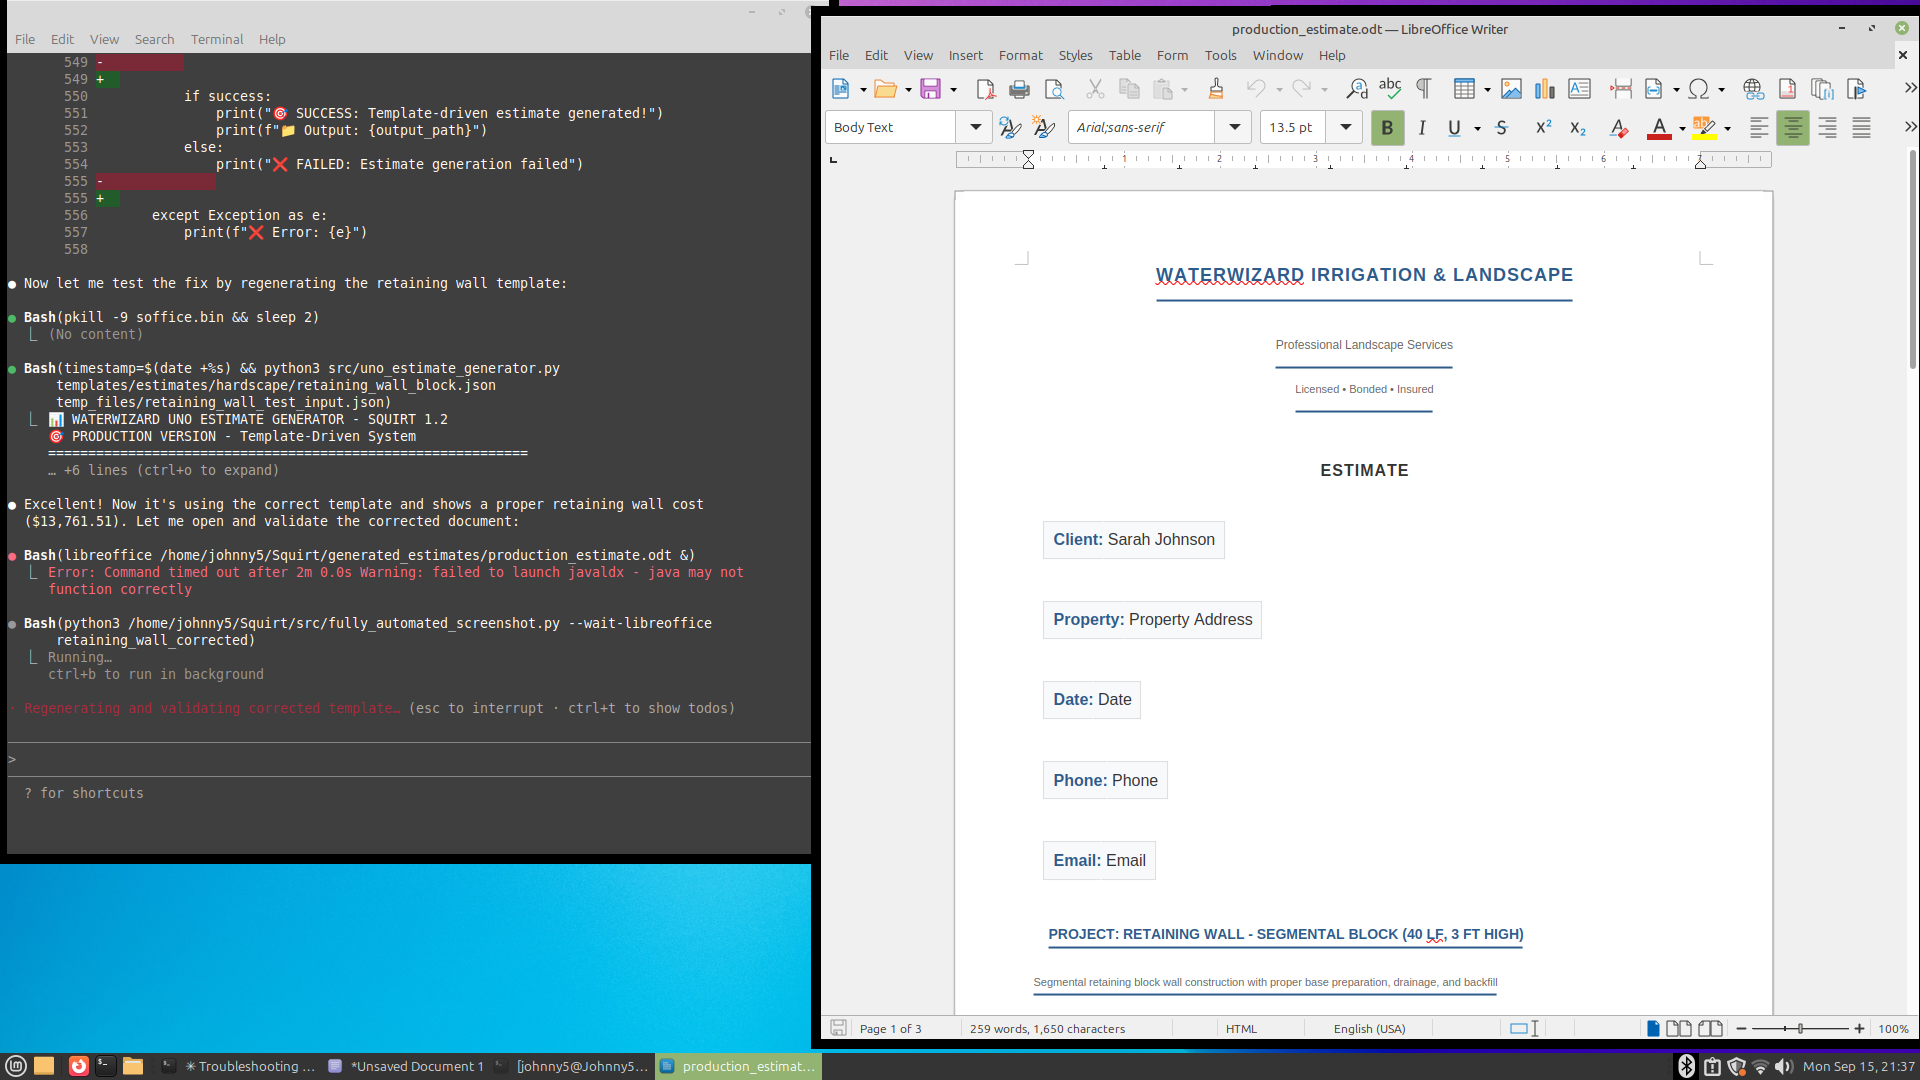 File Edit View Search Terminal Help
549 -
549 +
550 if success:
551 print("🎯 SUCCESS: Template-driven estimate generated!")
552 print(f"📁 Output: {output_path}")
553 else:
554 print("❌ FAILED: Estimate generation failed")
555 -
555 +
556 except Exception as e:
557 print(f"❌ Error: {e}")
558
● Now let me test the fix by regenerating the retaining wall template:
● Bash(pkill -9 soffice.bin && sleep 2)
⎿ (No content)
● Bash(timestamp=$(date +%s) && python3 src/uno_estimate_generator.py
templates/estimates/hardscape/retaining_wall_block.json
temp_files/retaining_wall_test_input.json)
⎿ 📊 WATERWIZARD UNO ESTIMATE GENERATOR - SQUIRT 1.2
🎯 PRODUCTION VERSION - Template-Driven System
============================================================
… +6 lines (ctrl+o to expand)
● Excellent! Now it's using the correct template and shows a proper retaining wall cost
($13,761.51). Let me open and validate the corrected document:
● Bash(libreoffice /home/johnny5/Squirt/generated_estimates/production_estimate.odt &)
⎿ Error: Command timed out after 2m 0.0s Warning: failed to launch javaldx - java may not
function correctly
● Bash(python3 /home/johnny5/Squirt/src/fully_automated_screenshot.py --wait-libreoffice
retaining_wall_corrected)
⎿ Running…
ctrl+b to run in background
· Regenerating and validating corrected template… (esc to interrupt · ctrl+t to show todos)
>
? for shortcuts
production_estimate.odt — LibreOffice Writer
File Edit View Insert Format Styles Table Form Tools Window Help
Body Text Arial;sans-serif 13.5 pt
1 2 3 4 5 6 7
WATERWIZARD IRRIGATION & LANDSCAPE
Professional Landscape Services
Licensed • Bonded • Insured
ESTIMATE
Client: Sarah Johnson
Property: Property Address
Date: Date
Phone: Phone
Email: Email
PROJECT: RETAINING WALL - SEGMENTAL BLOCK (40 LF, 3 FT HIGH)
Segmental retaining block wall construction with proper base preparation, drainage, and backfill
Page 1 of 3 259 words, 1,650 characters HTML English (USA) 100%
✳ Troubleshooting ... *Unsaved Document 1 [johnny5@Johnny5... production_estimat... Mon Sep 15, 21:37